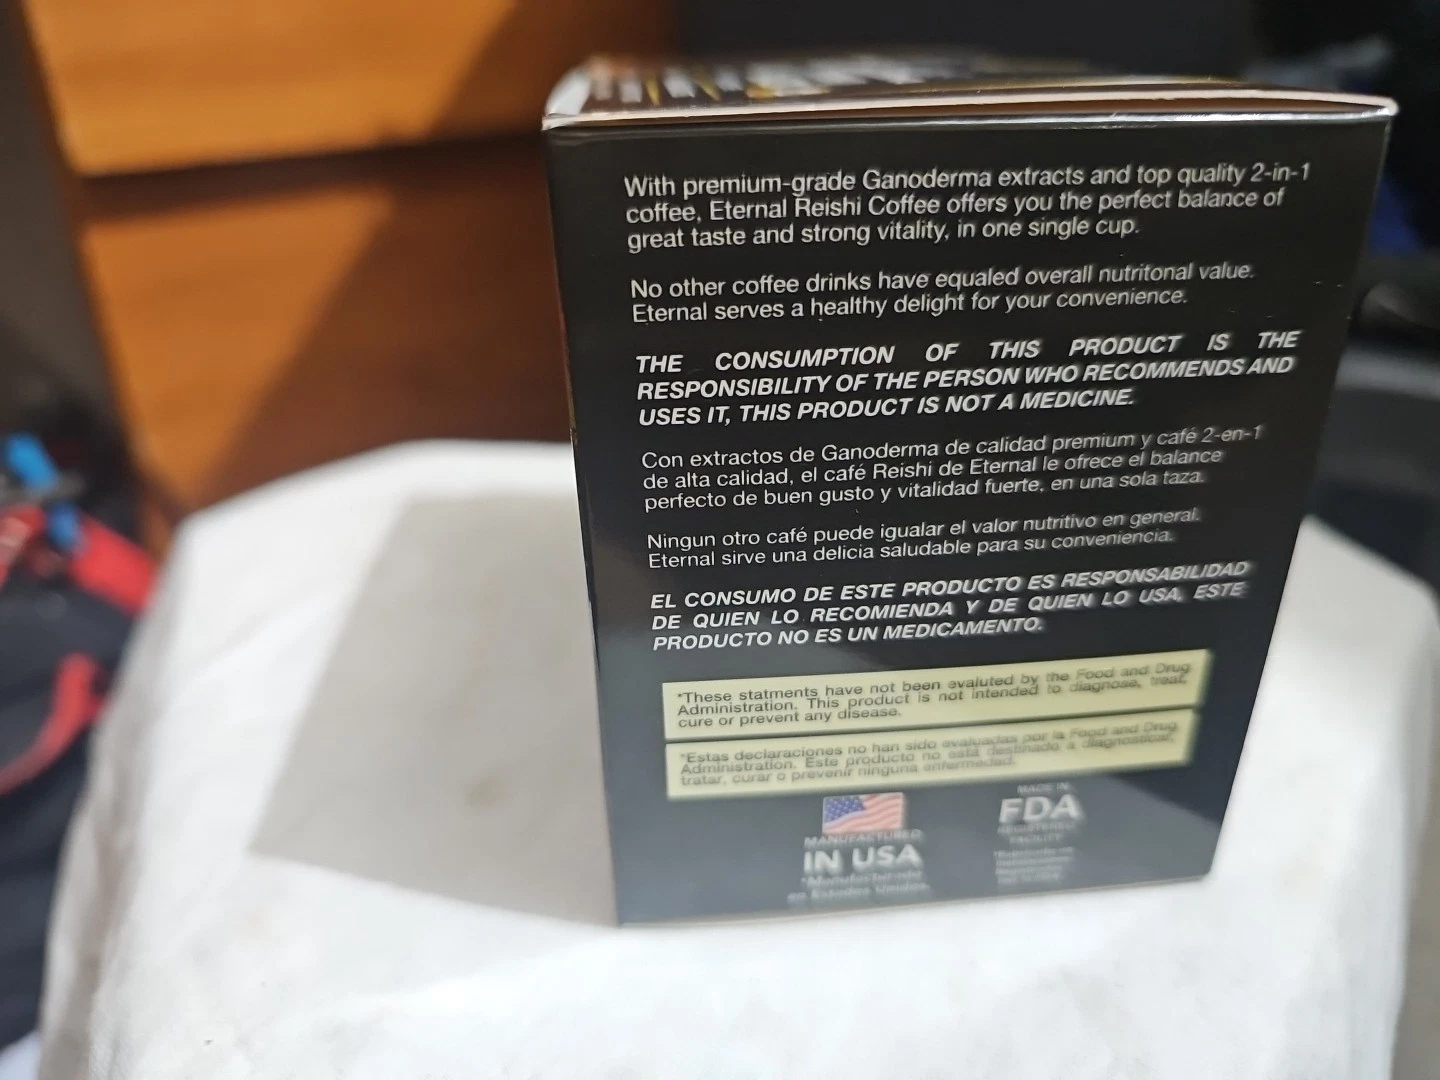 With premium-grade Ganoderma extracts and top quality 2-in-1
coffee, Eternal Reishi Coffee offers you the perfect balance of
great taste and strong vitality, in one single cup.
No other coffee drinks have equaled overall nutritonal value.
Eternal serves a healthy delight for your convenience.
THE CONSUMPTION OF THIS PRODUCT IS THE
RESPONSIBILITY OF THE PERSON WHO RECOMMENDS AND
USES IT, THIS PRODUCT IS NOT A MEDICINE.
Con extractos de Ganoderma de calidad premium y café 2-en-1
de alta calidad, el café Reishi de Eternal le ofrece el balance
perfecto de buen gusto y vitalidad fuerte, en una sola taza.
Ningun otro café puede igualar el valor nutritivo en general.
Eternal sirve una delicia saludable para su conveniencia.
EL CONSUMO DE ESTE PRODUCTO ES RESPONSABILIDAD
DE QUIEN LO RECOMIENDA Y DE QUIEN LO USA, ESTE
PRODUCTO NO ES UN MEDICAMENTO.
*These statments have not been evaluted by the Food and Drug
Administration. This product is not intended to diagnose, treat,
cure or prevent any disease.
*Estas declaraciones no han sido evaluadas por la Food and Drug
Administration. Este producto no está destinado a diagnosticar,
tratar, curar o prevenir ninguna enfermedad.
MANUFACTURED
IN USA
*Manufacturado
en Estados Unidos
MADE IN
FDA
REGISTERED
FACILITY